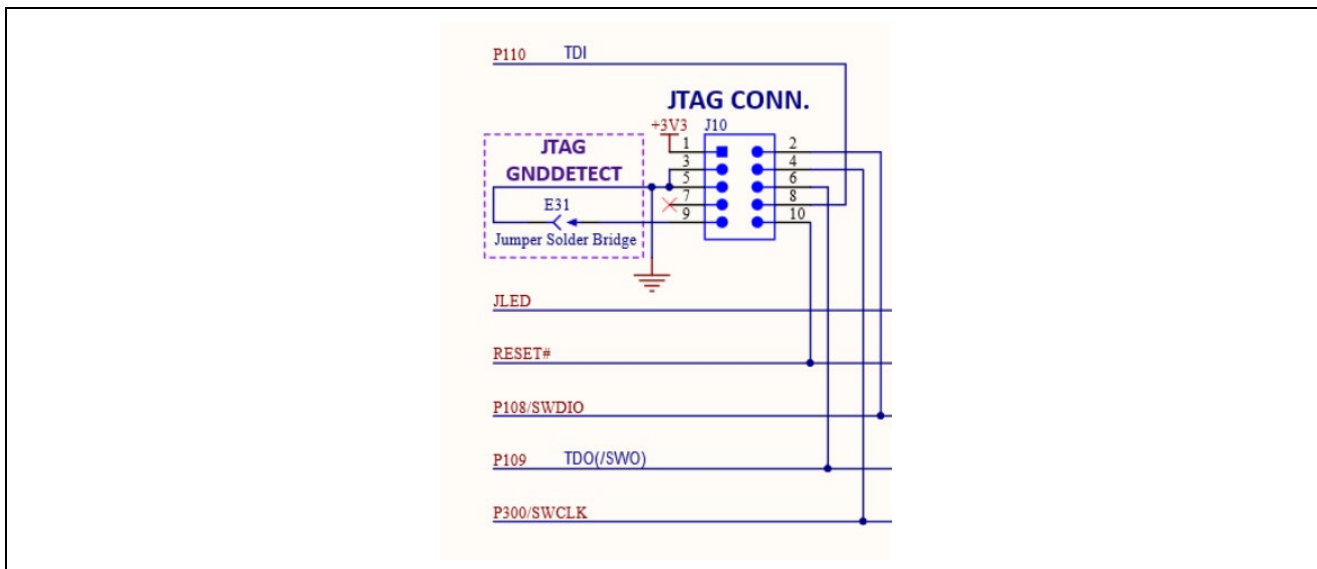 P110 TDI
JTAG CONN.
+3V3 J10
JTAG
GNDDETECT
1 2
3 4
5 6
7 8
9 10
E31
Jumper Solder Bridge
JLED
RESET#
P108/SWDIO
P109 TDO(/SWO)
P300/SWCLK